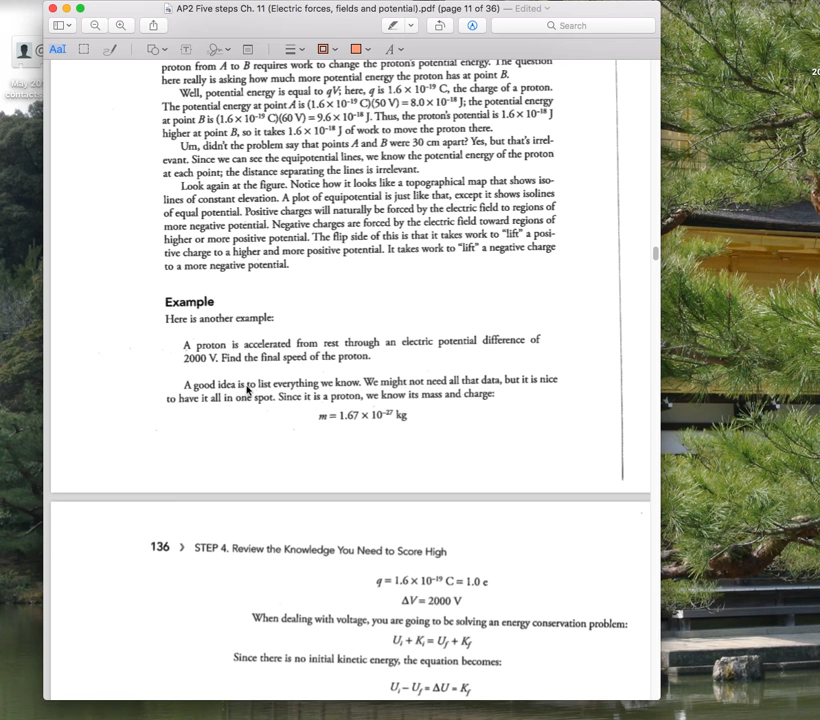 AP2 Five steps Ch. 11 (Electric forces, fields and potential).pdf (page 11 of 36) — Edited
Search
AaI
T
A
May 20
contaces
20
proton from A to B requires work to change the proton's potential energy. The question
here really is asking how much more potential energy the proton has at point B.
Well, potential energy is equal to qV; here, q is 1.6 × 10⁻¹⁹ C, the charge of a proton.
The potential energy at point A is (1.6 × 10⁻¹⁹ C)(50 V) = 8.0 × 10⁻¹⁸ J; the potential energy
at point B is (1.6 × 10⁻¹⁹ C)(60 V) = 9.6 × 10⁻¹⁸ J. Thus, the proton's potential is 1.6 × 10⁻¹⁸ J
higher at point B, so it takes 1.6 × 10⁻¹⁸ J of work to move the proton there.
Um, didn't the problem say that points A and B were 30 cm apart? Yes, but that's irrel-
evant. Since we can see the equipotential lines, we know the potential energy of the proton
at each point; the distance separating the lines is irrelevant.
Look again at the figure. Notice how it looks like a topographical map that shows iso-
lines of constant elevation. A plot of equipotential is just like that, except it shows isolines
of equal potential. Positive charges will naturally be forced by the electric field to regions of
more negative potential. Negative charges are forced by the electric field toward regions of
higher or more positive potential. The flip side of this is that it takes work to "lift" a posi-
tive charge to a higher and more positive potential. It takes work to "lift" a negative charge
to a more negative potential.
Example
Here is another example:
A proton is accelerated from rest through an electric potential difference of
2000 V. Find the final speed of the proton.
A good idea is to list everything we know. We might not need all that data, but it is nice
to have it all in one spot. Since it is a proton, we know its mass and charge:
m = 1.67 × 10⁻²⁷ kg
136 › STEP 4. Review the Knowledge You Need to Score High
q = 1.6 × 10⁻¹⁹ C = 1.0 e
ΔV = 2000 V
When dealing with voltage, you are going to be solving an energy conservation problem:
Uᵢ + Kᵢ = U_f + K_f
Since there is no initial kinetic energy, the equation becomes:
Uᵢ – U_f = ΔU = K_f